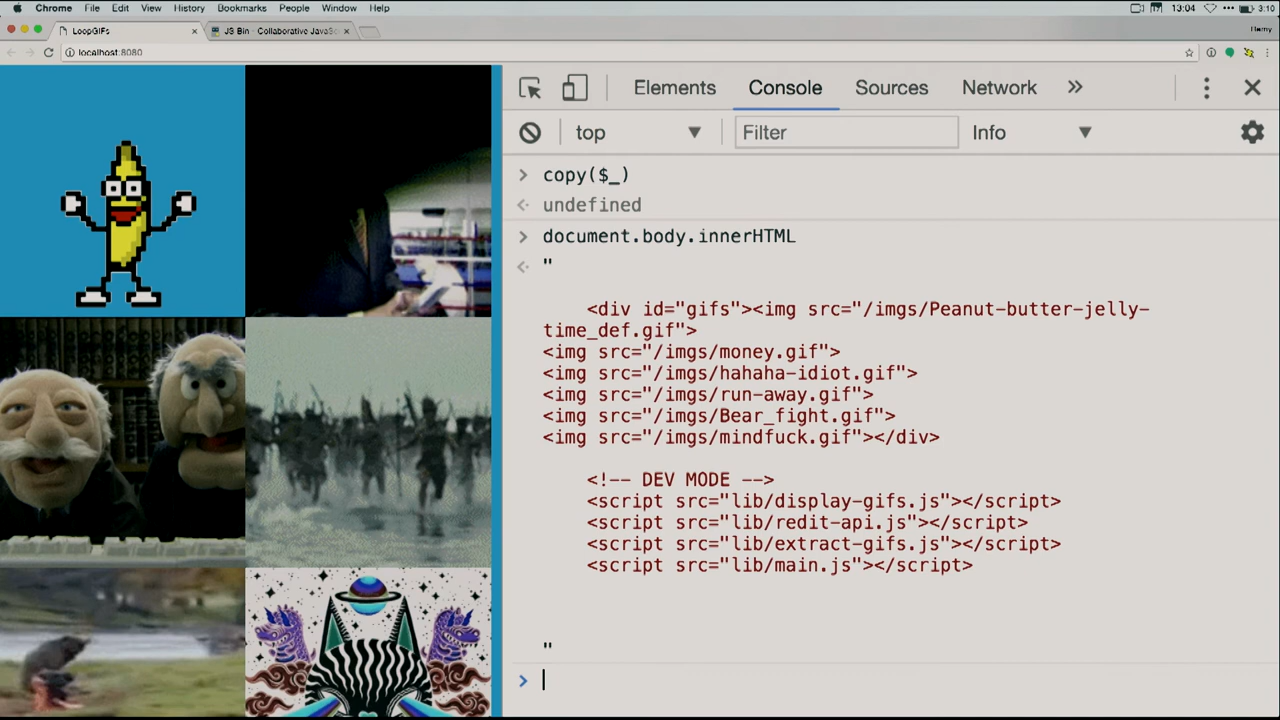 Chrome File Edit View History Bookmarks People Window Help 17 13:04 3:10
LoopGIFs JS Bin - Collaborative JavaSc Remy
localhost:8080
Elements Console Sources Network
top Filter Info
copy($_)
undefined
document.body.innerHTML
"
<div id="gifs"><img src="/imgs/Peanut-butter-jelly-
time_def.gif">
<img src="/imgs/money.gif">
<img src="/imgs/hahaha-idiot.gif">
<img src="/imgs/run-away.gif">
<img src="/imgs/Bear_fight.gif">
<img src="/imgs/mindfuck.gif"></div>
<!-- DEV MODE -->
<script src="lib/display-gifs.js"></script>
<script src="lib/redit-api.js"></script>
<script src="lib/extract-gifs.js"></script>
<script src="lib/main.js"></script>
"